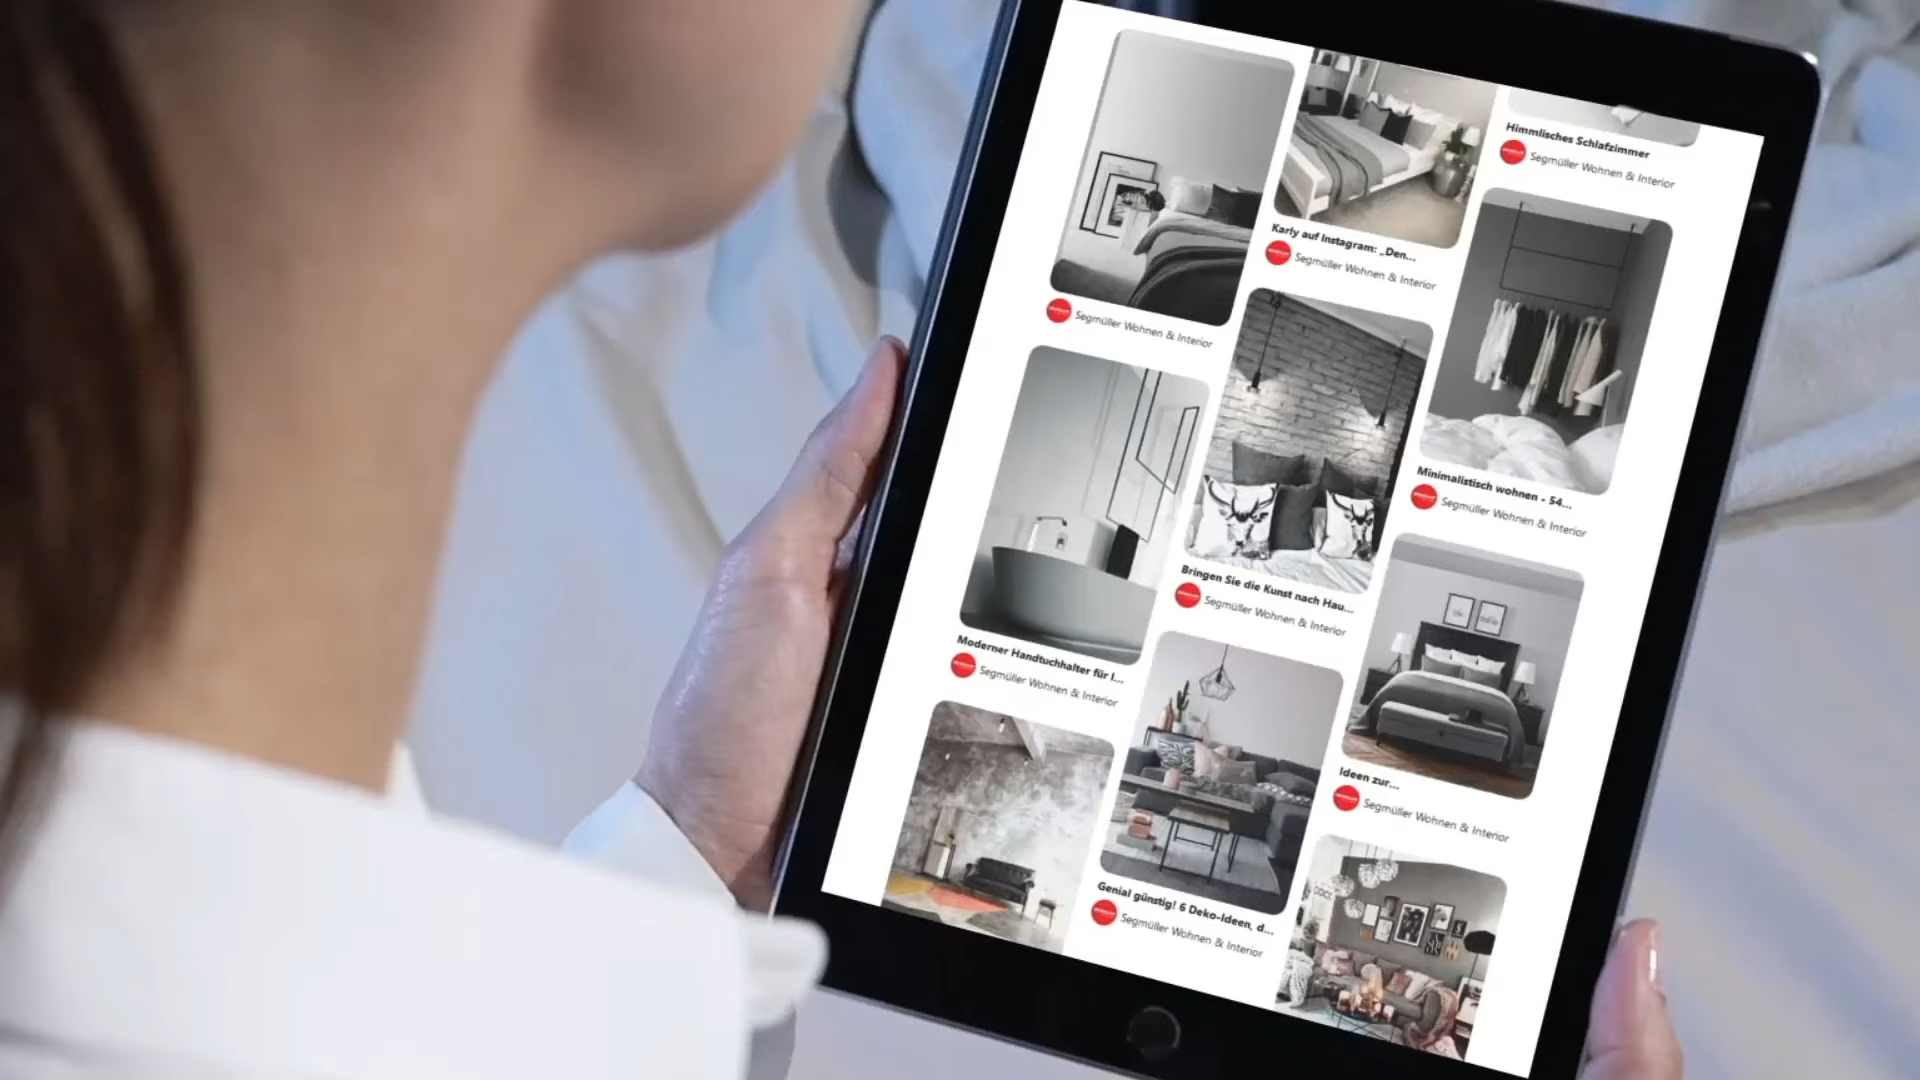 Segmüller Wohnen & Interior
Moderner Handtuchhalter für I...
Segmüller Wohnen & Interior
Karly auf Instagram: „Den...
Segmüller Wohnen & Interior
Bringen Sie die Kunst nach Hau...
Segmüller Wohnen & Interior
Genial günstig! 6 Deko-Ideen, d...
Segmüller Wohnen & Interior
Himmlisches Schlafzimmer
Segmüller Wohnen & Interior
Minimalistisch wohnen - 54...
Segmüller Wohnen & Interior
Ideen zur...
Segmüller Wohnen & Interior